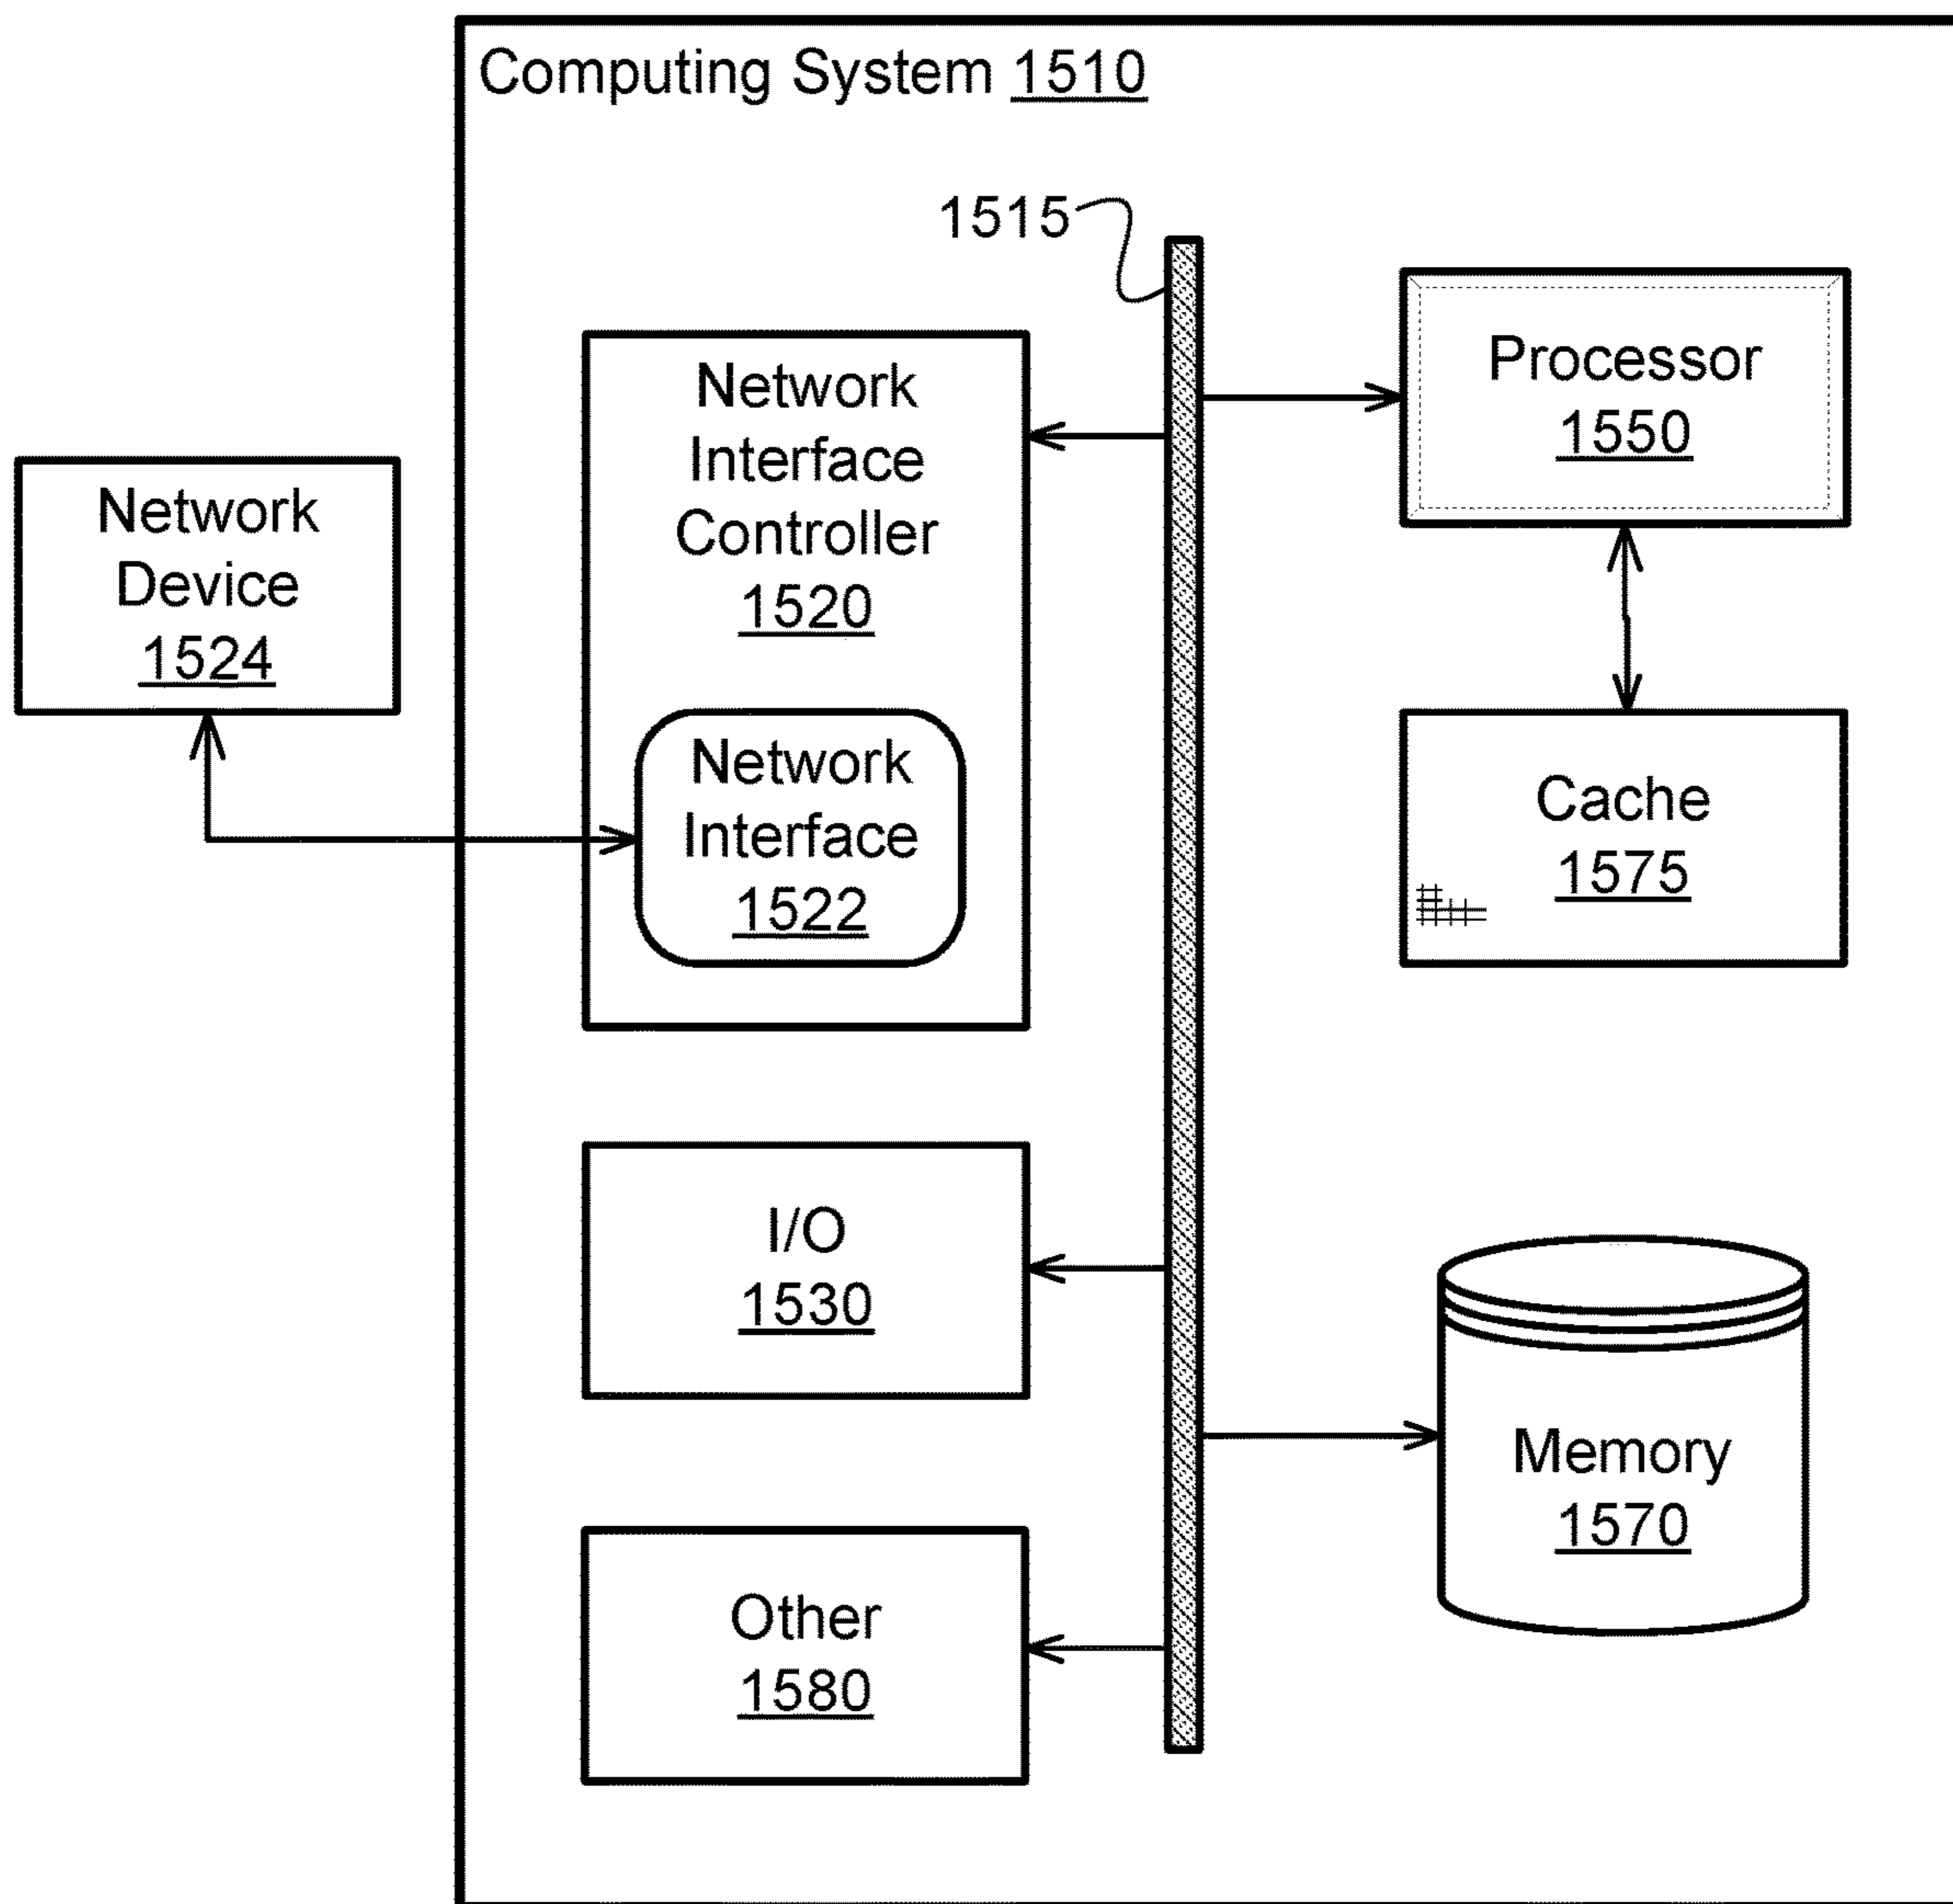 Computing System 1510
1515
Network
Interface
Controller
1520
Network
Interface
1522
Network
Device
1524
Processor
1550
Cache
1575
I/O
1530
Memory
1570
Other
1580